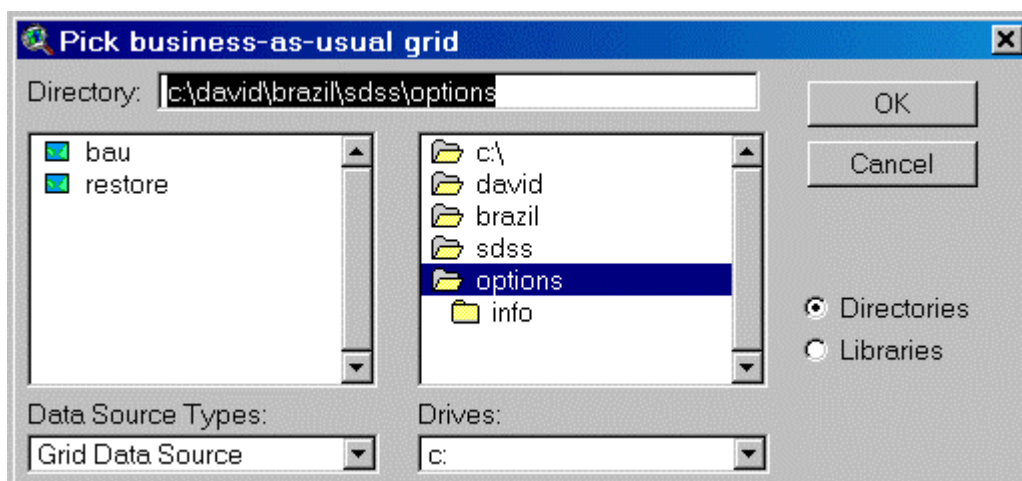 Pick business-as-usual grid
Directory: c:\david\brazil\sdss\options
OK
Cancel
bau
restore
c:\
david
brazil
sdss
options
info
Directories
Libraries
Data Source Types:
Drives:
Grid Data Source
c: